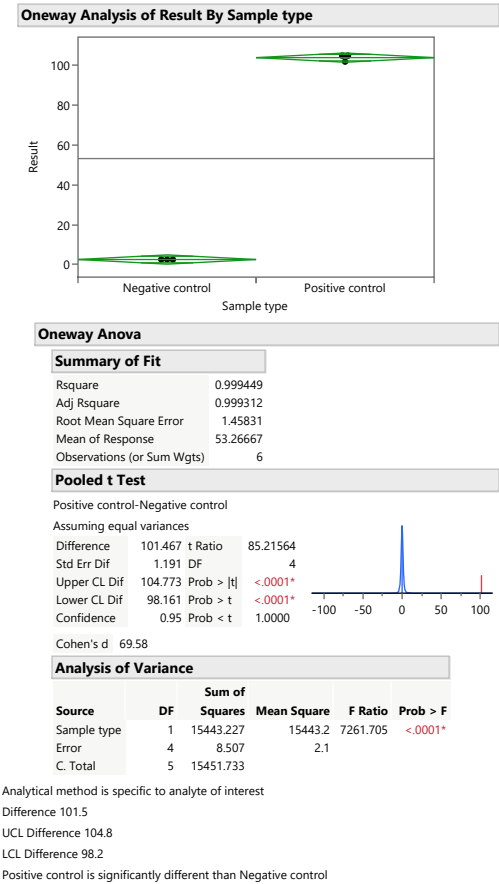 Oneway Analysis of Result By Sample type
100
80
60
40
20
0
Result
Negative control Positive control
Sample type
Oneway Anova
Summary of Fit
Rsquare 0.999449
Adj Rsquare 0.999312
Root Mean Square Error 1.45831
Mean of Response 53.26667
Observations (or Sum Wgts) 6
Pooled t Test
Positive control-Negative control
Assuming equal variances
Difference 101.467 t Ratio 85.21564
Std Err Dif 1.191 DF 4
Upper CL Dif 104.773 Prob > |t| <.0001*
Lower CL Dif 98.161 Prob > t <.0001*
Confidence 0.95 Prob < t 1.0000
-100 -50 0 50 100
Cohen's d 69.58
Analysis of Variance
Sum of
Source DF Squares Mean Square F Ratio Prob > F
Sample type 1 15443.227 15443.2 7261.705 <.0001*
Error 4 8.507 2.1
C. Total 5 15451.733
Analytical method is specific to analyte of interest
Difference 101.5
UCL Difference 104.8
LCL Difference 98.2
Positive control is significantly different than Negative control